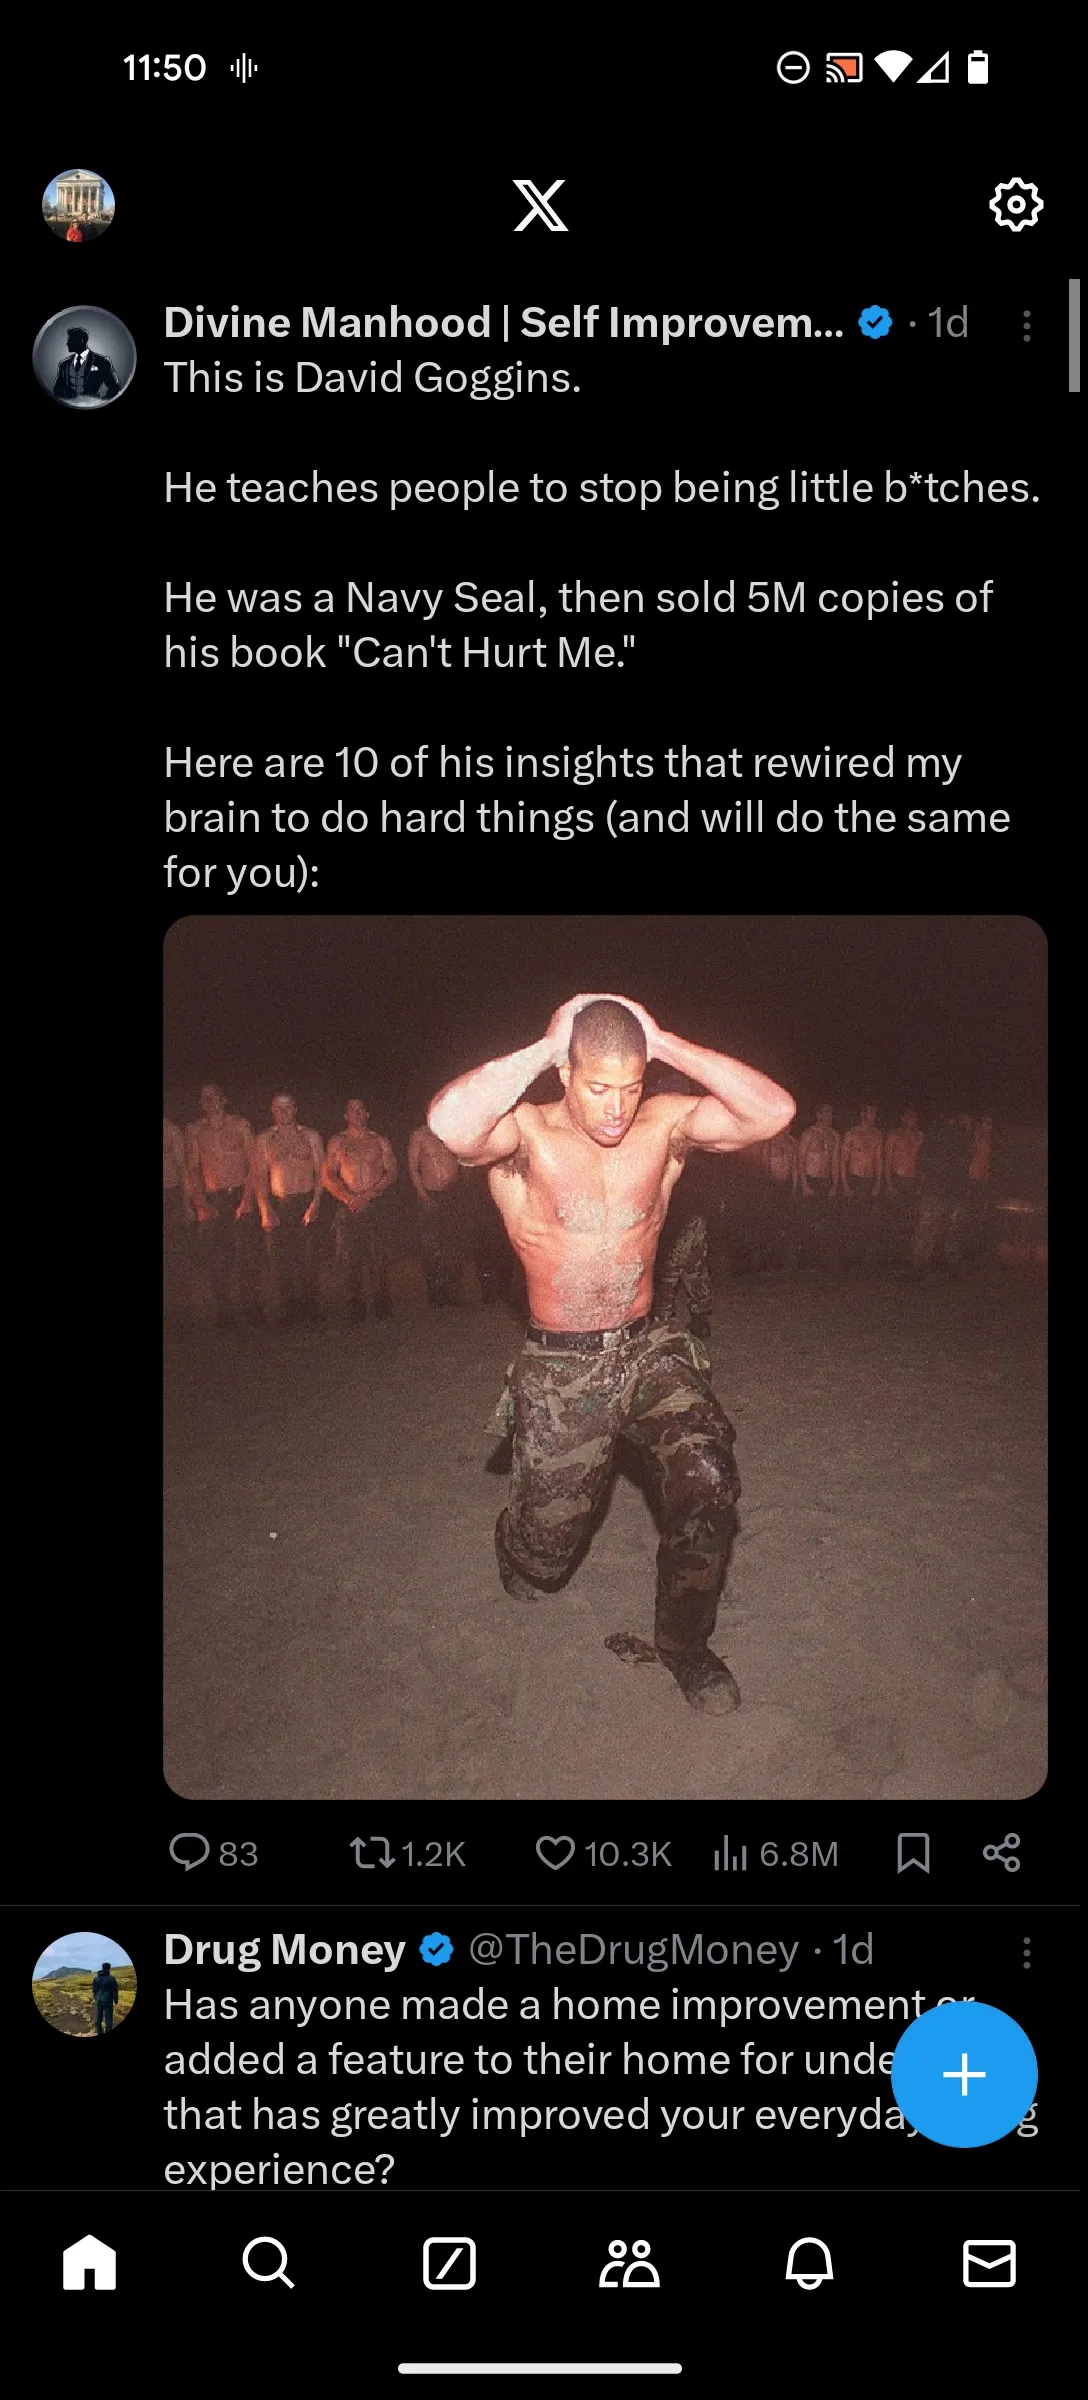 11:50
Divine Manhood | Self Improvem... · 1d
This is David Goggins.
He teaches people to stop being little b*tches.
He was a Navy Seal, then sold 5M copies of
his book "Can't Hurt Me."
Here are 10 of his insights that rewired my
brain to do hard things (and will do the same
for you):
83 1.2K 10.3K 6.8M
Drug Money @TheDrugMoney · 1d
Has anyone made a home improvement
added a feature to their home for
that has greatly improved your
experience?